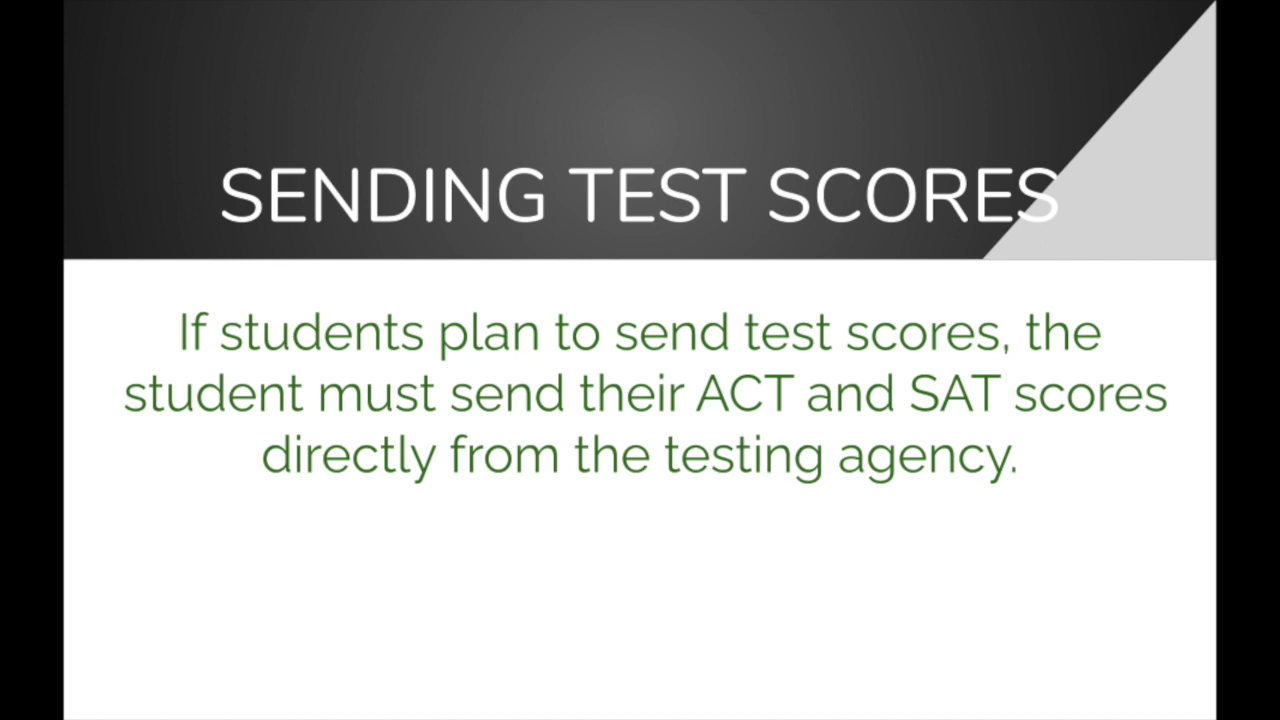 SENDING TEST SCORES
If students plan to send test scores, the
student must send their ACT and SAT scores
directly from the testing agency.